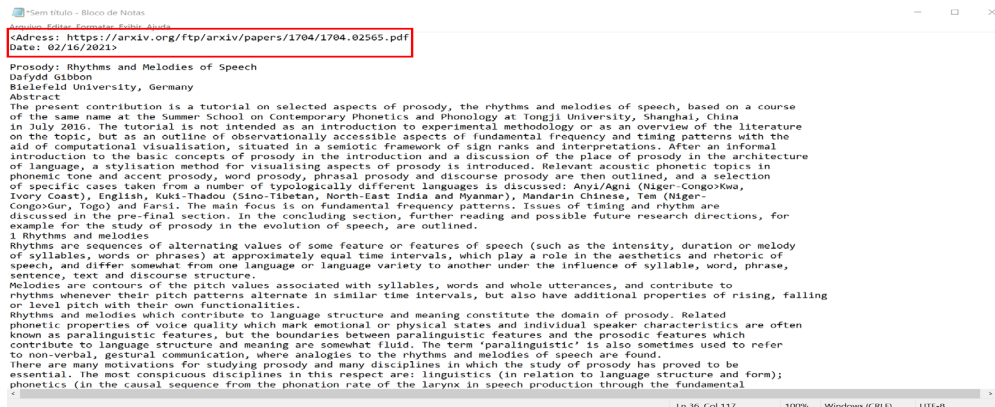 *Sem título - Bloco de Notas
Arquivo Editar Formatar Exibir Ajuda
<Adress: https://arxiv.org/ftp/arxiv/papers/1704/1704.02565.pdf
Date: 02/16/2021>
Prosody: Rhythms and Melodies of Speech
Dafydd Gibbon
Bielefeld University, Germany
Abstract
The present contribution is a tutorial on selected aspects of prosody, the rhythms and melodies of speech, based on a course
of the same name at the Summer School on Contemporary Phonetics and Phonology at Tongji University, Shanghai, China
in July 2016. The tutorial is not intended as an introduction to experimental methodology or as an overview of the literature
on the topic, but as an outline of observationally accessible aspects of fundamental frequency and timing patterns with the
aid of computational visualisation, situated in a semiotic framework of sign ranks and interpretations. After an informal
introduction to the basic concepts of prosody in the introduction and a discussion of the place of prosody in the architecture
of language, a stylisation method for visualising aspects of prosody is introduced. Relevant acoustic phonetic topics in
phonemic tone and accent prosody, word prosody, phrasal prosody and discourse prosody are then outlined, and a selection
of specific cases taken from a number of typologically different languages is discussed: Anyi/Agni (Niger-Congo>Kwa,
Ivory Coast), English, Kuki-Thadou (Sino-Tibetan, North-East India and Myanmar), Mandarin Chinese, Tem (Niger-
Congo>Gur, Togo) and Farsi. The main focus is on fundamental frequency patterns. Issues of timing and rhythm are
discussed in the pre-final section. In the concluding section, further reading and possible future research directions, for
example for the study of prosody in the evolution of speech, are outlined.
1 Rhythms and melodies
Rhythms are sequences of alternating values of some feature or features of speech (such as the intensity, duration or melody
of syllables, words or phrases) at approximately equal time intervals, which play a role in the aesthetics and rhetoric of
speech, and differ somewhat from one language or language variety to another under the influence of syllable, word, phrase,
sentence, text and discourse structure.
Melodies are contours of the pitch values associated with syllables, words and whole utterances, and contribute to
rhythms whenever their pitch patterns alternate in similar time intervals, but also have additional properties of rising, falling
or level pitch with their own functionalities.
Rhythms and melodies which contribute to language structure and meaning constitute the domain of prosody. Related
phonetic properties of voice quality which mark emotional or physical states and individual speaker characteristics are often
known as paralinguistic features, but the boundaries between paralinguistic features and the prosodic features which
contribute to language structure and meaning are somewhat fluid. The term ‘paralinguistic’ is also sometimes used to refer
to non-verbal, gestural communication, where analogies to the rhythms and melodies of speech are found.
There are many motivations for studying prosody and many disciplines in which the study of prosody has proved to be
essential. The most conspicuous disciplines in this respect are: linguistics (in relation to language structure and form);
phonetics (in the causal sequence from the phonation rate of the larynx in speech production through the fundamental
Ln 36, Col 117 100% Windows (CRLF) UTF-8